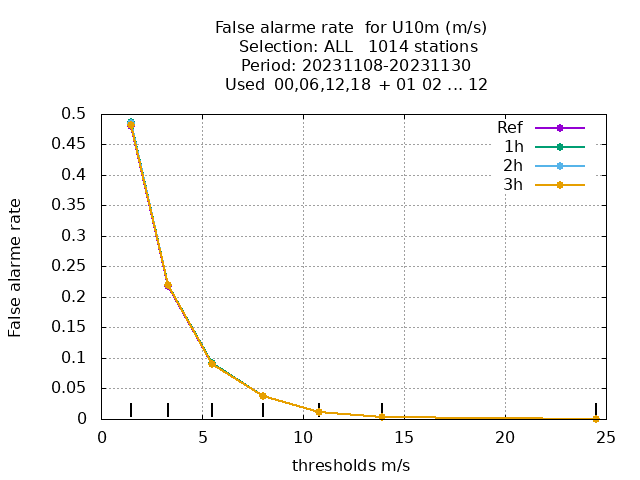 False alarme rate  for U10m (m/s)
Selection: ALL   1014 stations
Period: 20231108-20231130
Used  00,06,12,18  + 01 02 ... 12
0.5
0.45
0.4
0.35
0.3
0.25
0.2
0.15
0.1
0.05
0
False alarme rate
Ref
1h
2h
3h
0 5 10 15 20 25
thresholds m/s